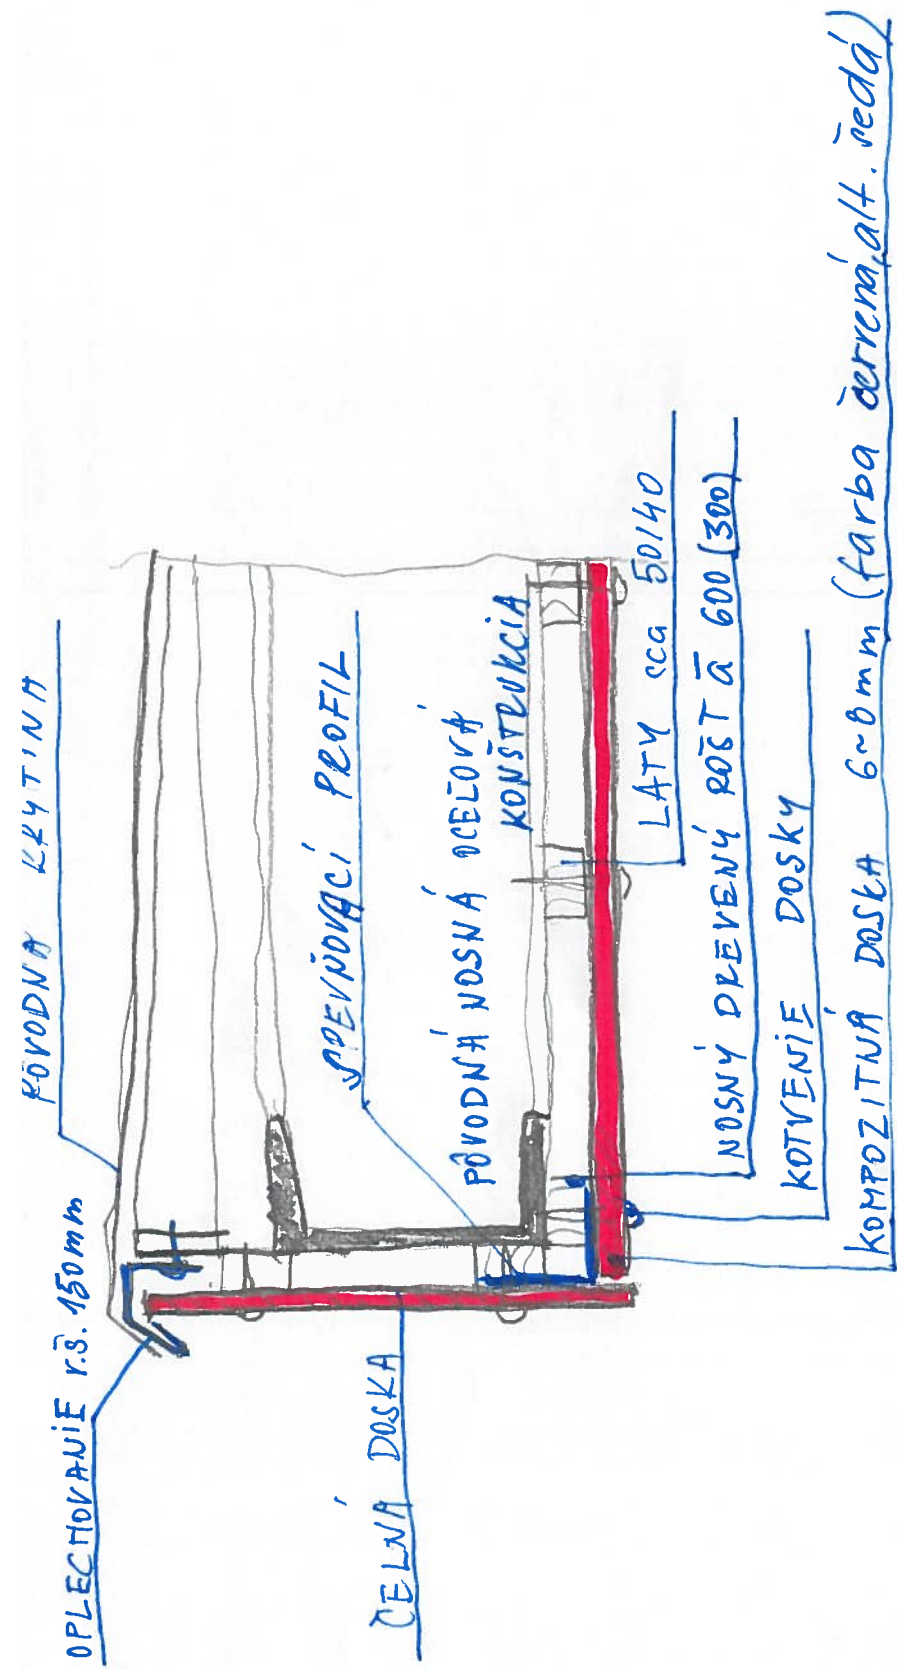 OPLECHOVANIE r.š. 150mm
PÔVODNÁ KRYTINA
SPEVŇOVACÍ PROFIL
PÔVODNÁ NOSNÁ OCEĽOVÁ
KONŠTRUKCIA
ČELNÁ DOSKA
LATY cca 50/40
NOSNÝ DREVENÝ ROŠT ā 600 (300)
KOTVENIE DOSKY
KOMPOZITNÁ DOSKA 6~8mm (farba červená, alt. šedá)